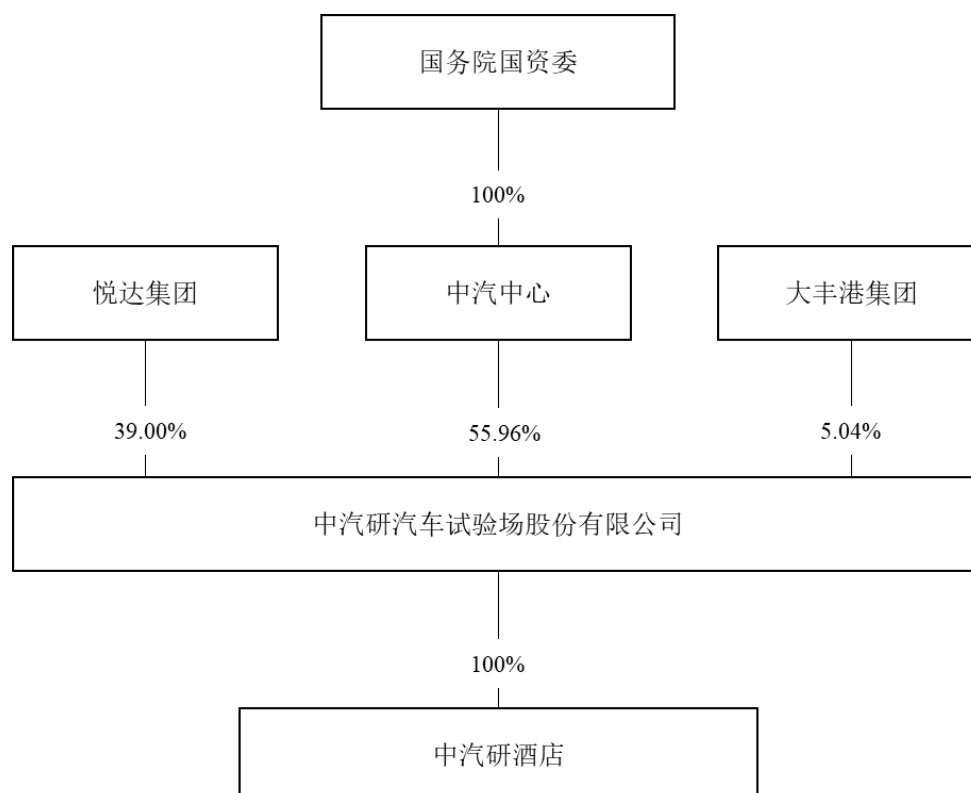 国务院国资委
100%
悦达集团
中汽中心
大丰港集团
39.00%
55.96%
5.04%
中汽研汽车试验场股份有限公司
100%
中汽研酒店